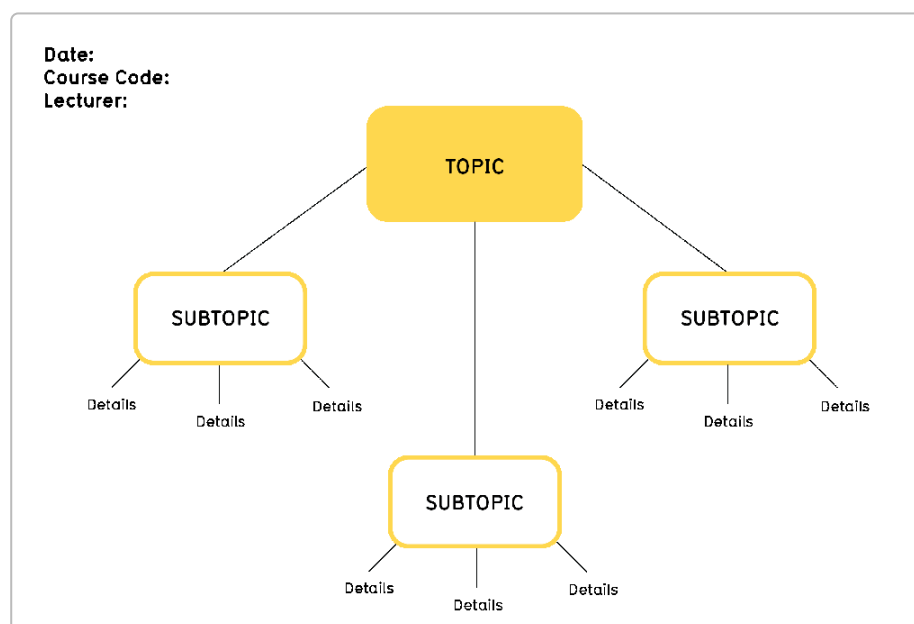 Date:
Course Code:
Lecturer:
TOPIC
SUBTOPIC
Details
Details
Details
SUBTOPIC
Details
Details
Details
SUBTOPIC
Details
Details
Details